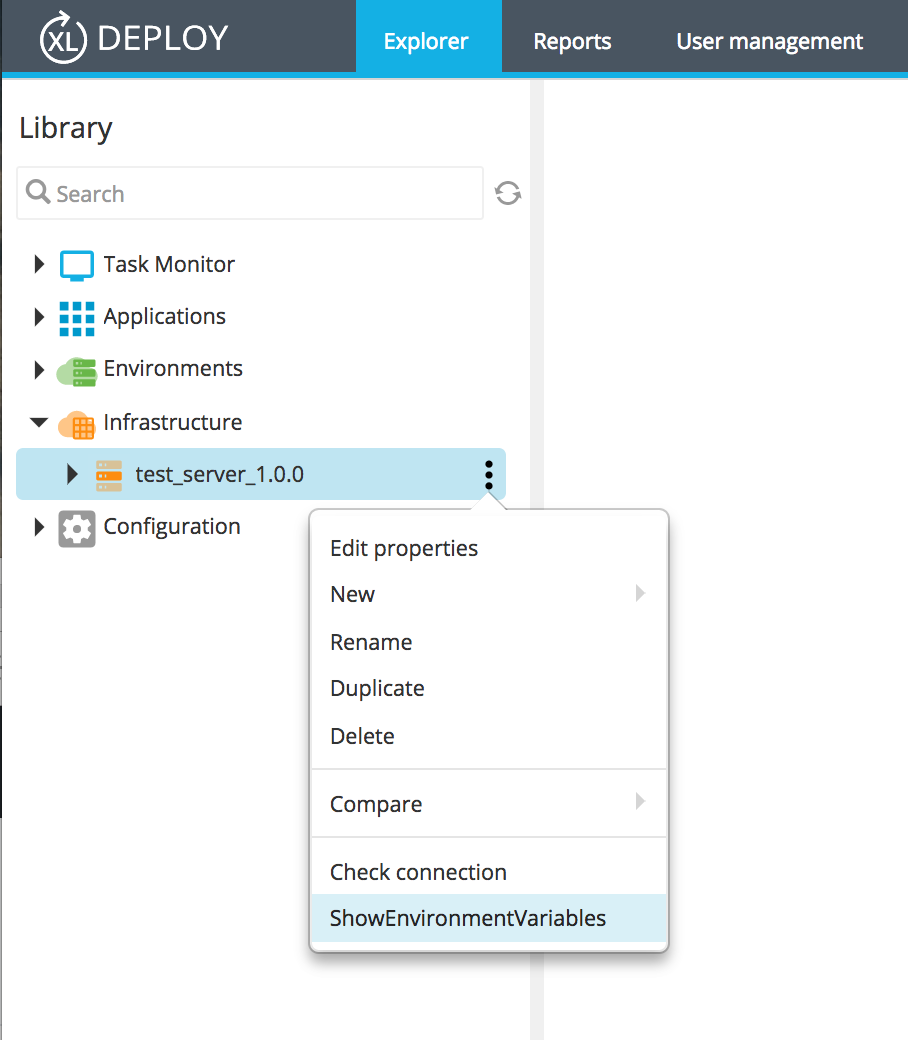 XL DEPLOY
Explorer
Reports
User management
Library
Search
Task Monitor
Applications
Environments
Infrastructure
test_server_1.0.0
Configuration
Edit properties
New
Rename
Duplicate
Delete
Compare
Check connection
ShowEnvironmentVariables